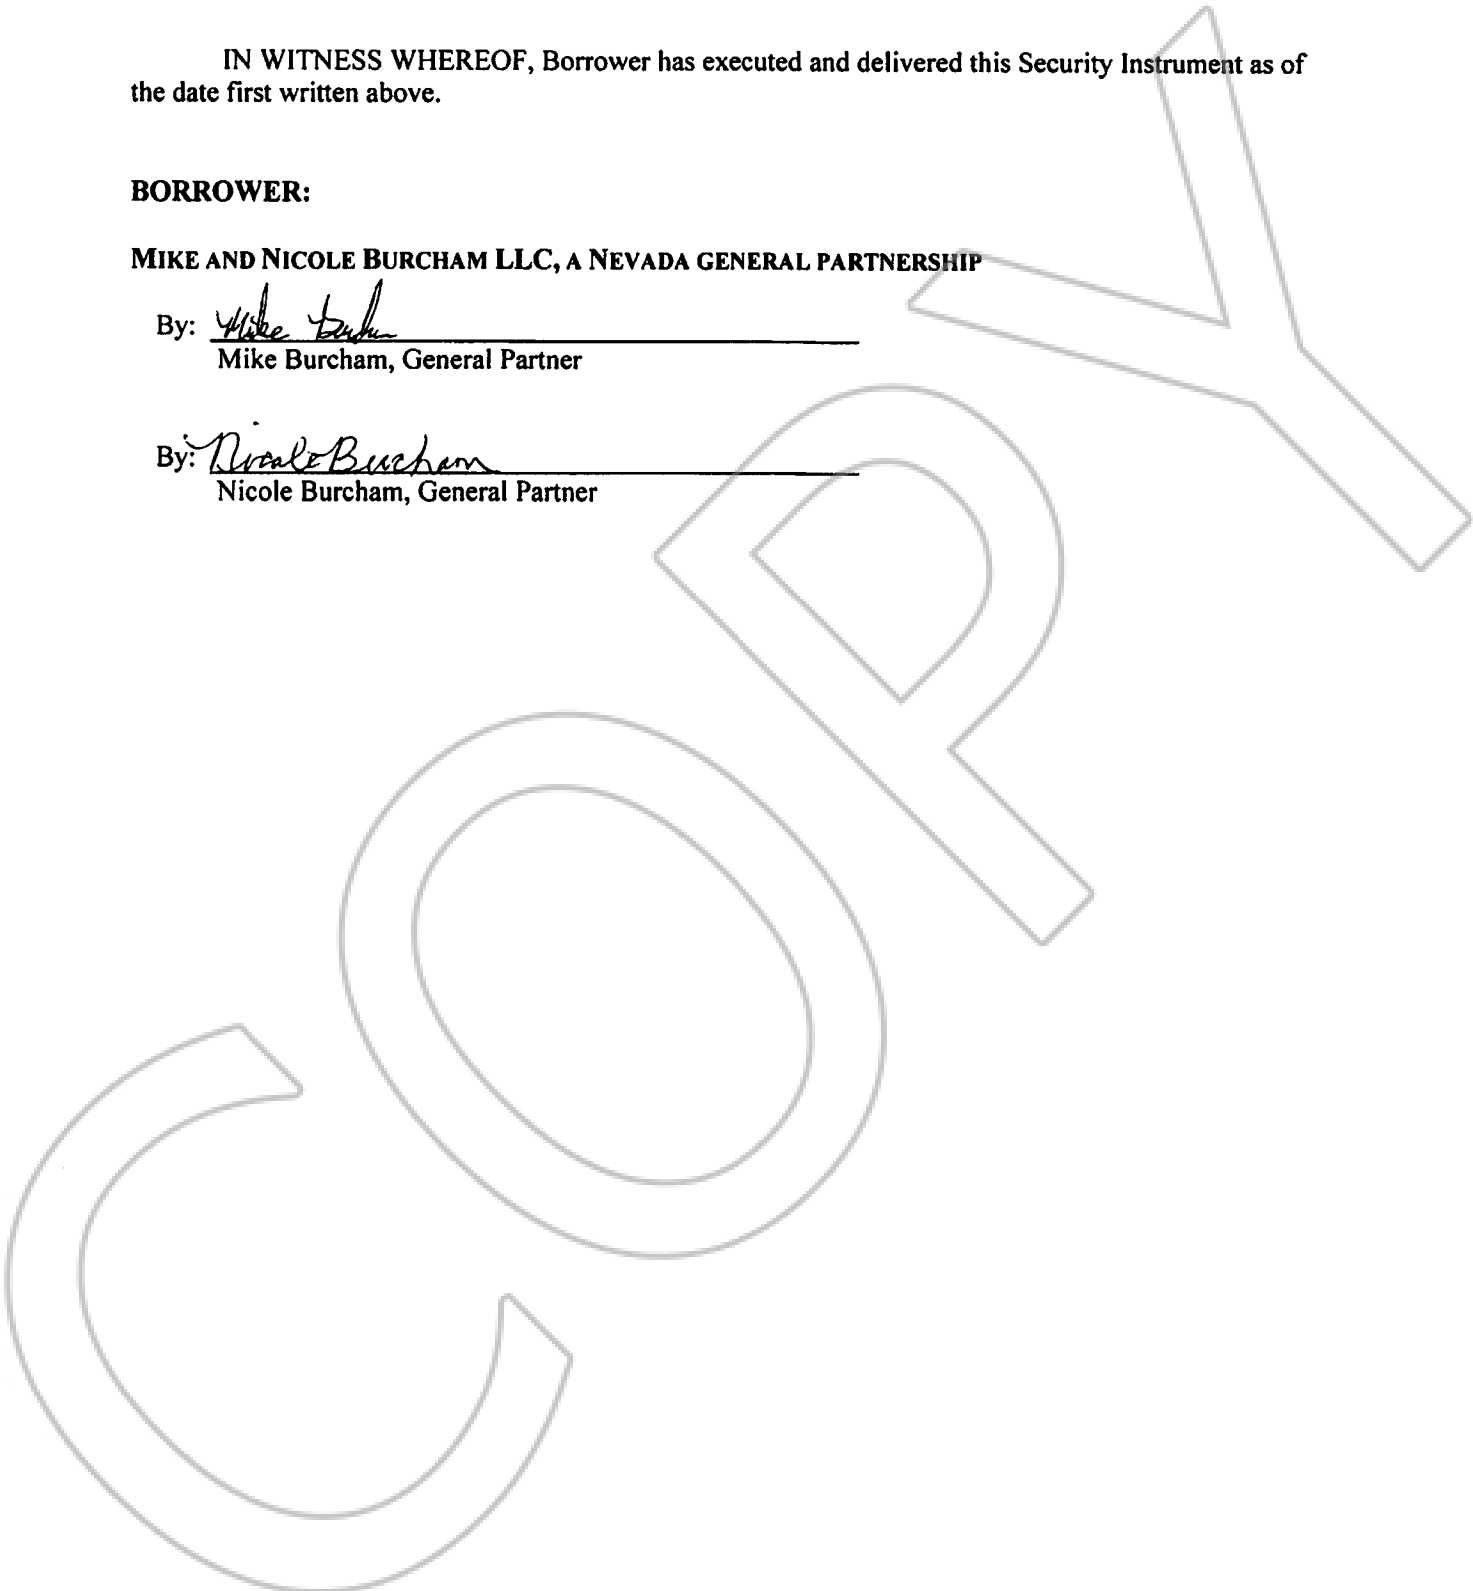 IN WITNESS WHEREOF, Borrower has executed and delivered this Security Instrument as of
the date first written above.
BORROWER:
MIKE AND NICOLE BURCHAM LLC, A NEVADA GENERAL PARTNERSHIP
By: Mike Burcham
Mike Burcham, General Partner
By: Nicole Burcham
Nicole Burcham, General Partner
COPY